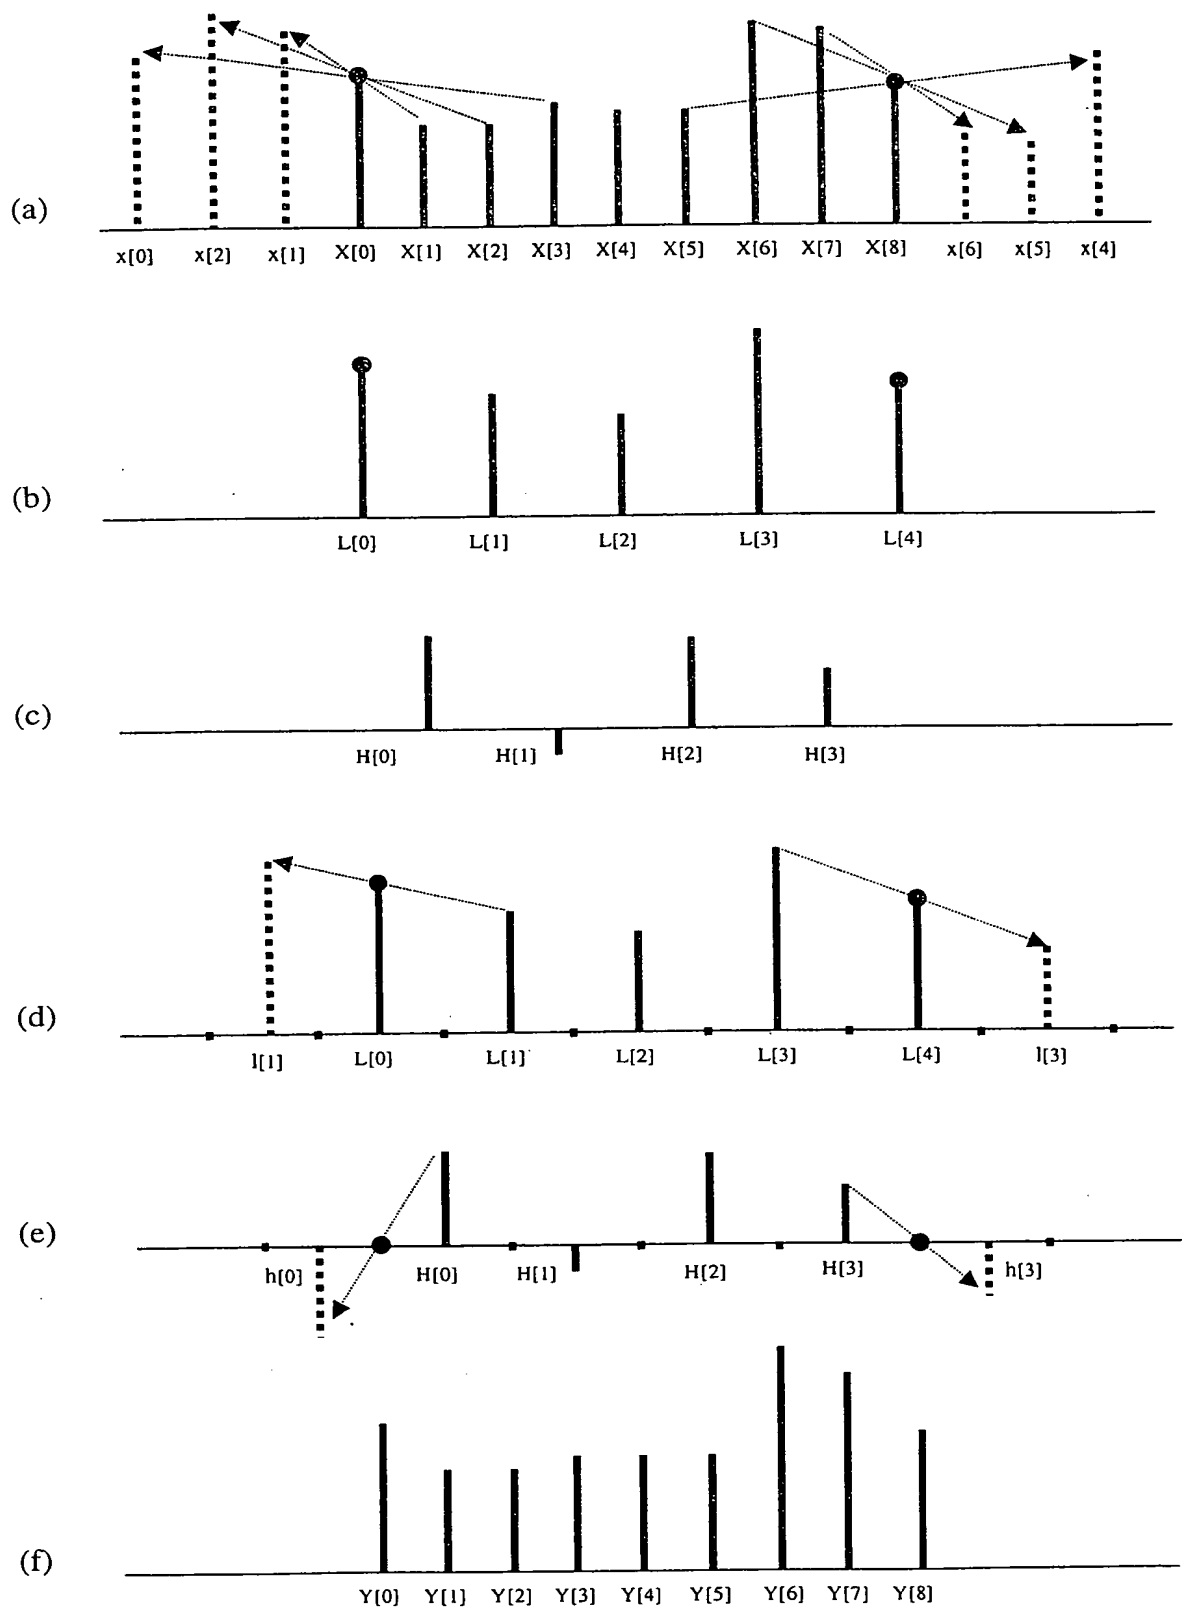 (a)
x[0] x[2] x[1] X[0] X[1] X[2] X[3] X[4] X[5] X[6] X[7] X[8] x[6] x[5] x[4]
(b)
L[0] L[1] L[2] L[3] L[4]
(c)
H[0] H[1] H[2] H[3]
(d)
l[1] L[0] L[1] L[2] L[3] L[4] l[3]
(e)
h[0] H[0] H[1] H[2] H[3] h[3]
(f)
Y[0] Y[1] Y[2] Y[3] Y[4] Y[5] Y[6] Y[7] Y[8]